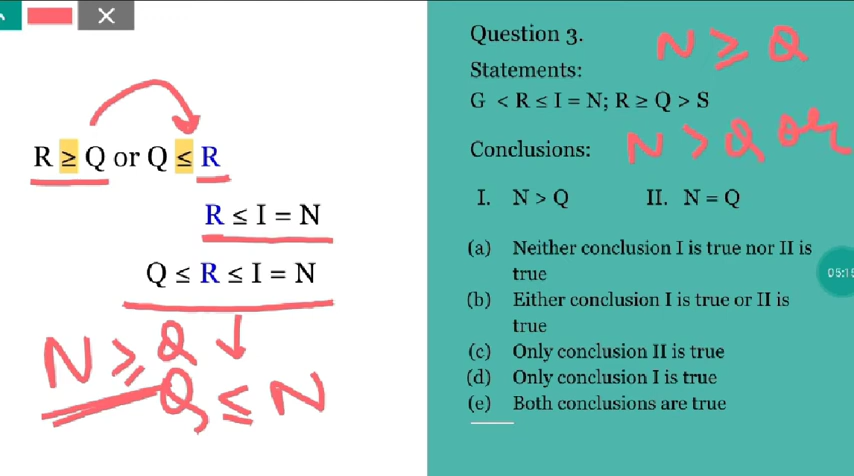 R ≥ Q or Q ≤ R
R ≤ I = N
Q ≤ R ≤ I = N
N ≥ Q
Q ≤ N
Question 3.
N ≥ Q
Statements:
G < R ≤ I = N; R ≥ Q > S
N > Q or
Conclusions:
I. N > Q II. N = Q
(a) Neither conclusion I is true nor II is
true
(b) Either conclusion I is true or II is
true
(c) Only conclusion II is true
(d) Only conclusion I is true
(e) Both conclusions are true